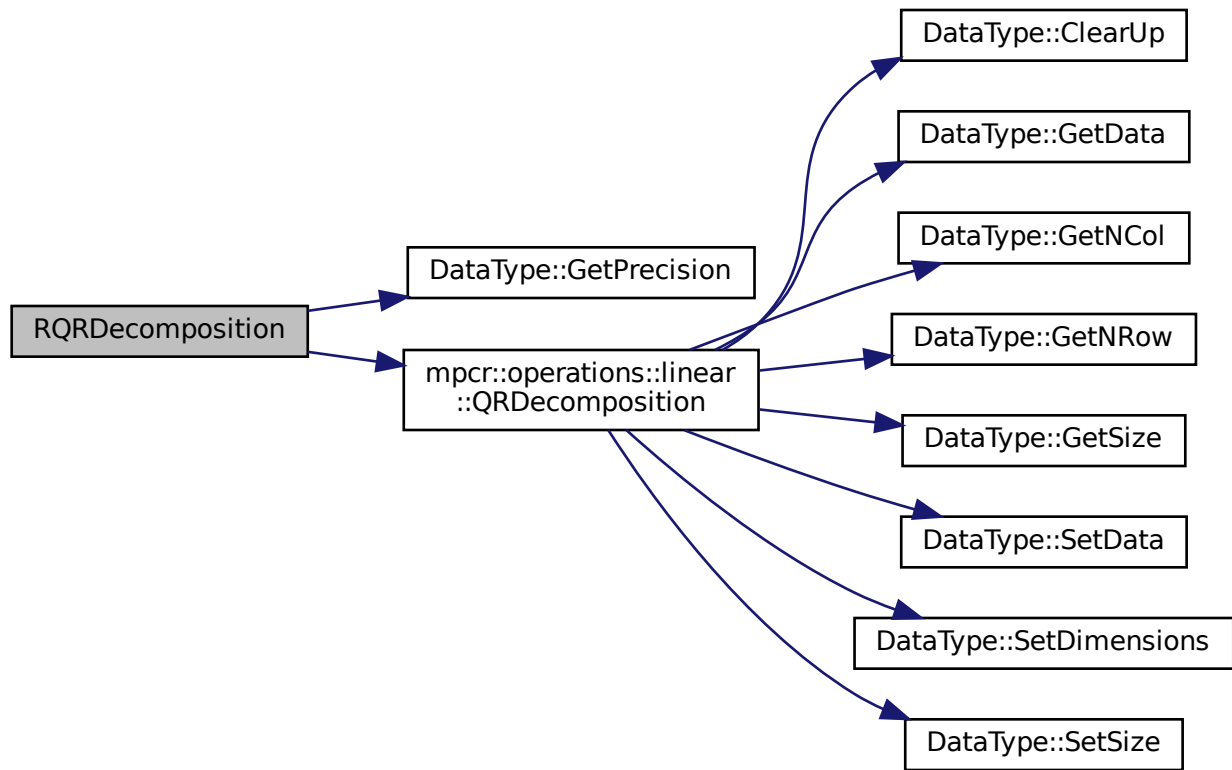 RQRDecomposition
DataType::GetPrecision
mpcr::operations::linear
::QRDecomposition
DataType::ClearUp
DataType::GetData
DataType::GetNCol
DataType::GetNRow
DataType::GetSize
DataType::SetData
DataType::SetDimensions
DataType::SetSize